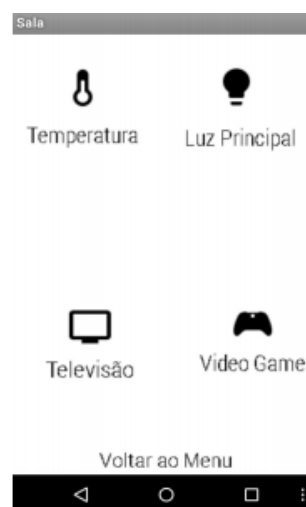 Sala
Temperatura
Luz Principal
Televisão
Video Game
Voltar ao Menu